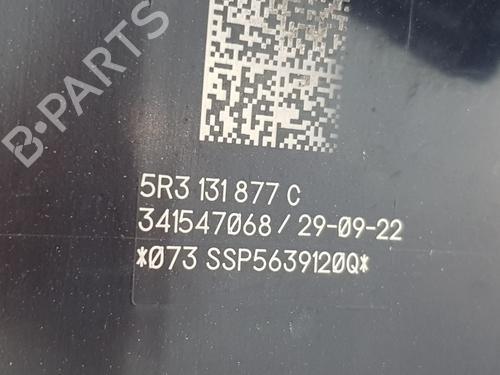 B-PARTS
5R3 131 877 C
341547068 / 29-09-22
*073 SSP5639120Q*